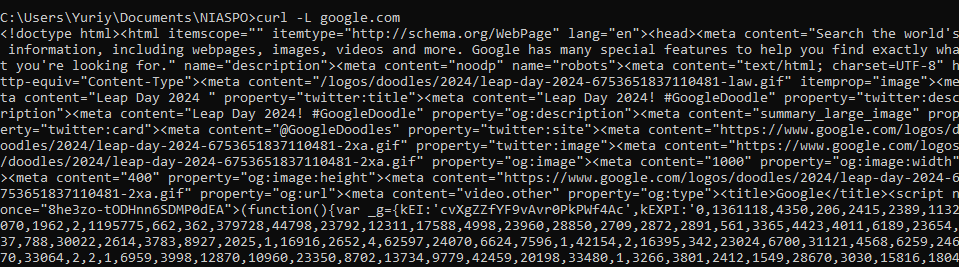 C:\Users\Yuriy\Documents\NIASPO>curl -L google.com
<!doctype html><html itemscope="" itemtype="http://schema.org/WebPage" lang="en"><head><meta content="Search the world's
 information, including webpages, images, videos and more. Google has many special features to help you find exactly wha
t you're looking for." name="description"><meta content="noodp" name="robots"><meta content="text/html; charset=UTF-8" h
ttp-equiv="Content-Type"><meta content="/logos/doodles/2024/leap-day-2024-6753651837110481-law.gif" itemprop="image"><me
ta content="Leap Day 2024 " property="twitter:title"><meta content="Leap Day 2024! #GoogleDoodle" property="twitter:desc
ription"><meta content="Leap Day 2024! #GoogleDoodle" property="og:description"><meta content="summary_large_image" prop
erty="twitter:card"><meta content="@GoogleDoodles" property="twitter:site"><meta content="https://www.google.com/logos/d
oodles/2024/leap-day-2024-6753651837110481-2xa.gif" property="twitter:image"><meta content="https://www.google.com/logos
/doodles/2024/leap-day-2024-6753651837110481-2xa.gif" property="og:image"><meta content="1000" property="og:image:width"
><meta content="400" property="og:image:height"><meta content="https://www.google.com/logos/doodles/2024/leap-day-2024-6
753651837110481-2xa.gif" property="og:url"><meta content="video.other" property="og:type"><title>Google</title><script n
once="8he3zo-tODHnn6SDMP0dEA">(function(){var _g={kEI:'cvXgZZfYF9vAvr0PkPWf4Ac',kEXPI:'0,1361118,4350,206,2415,2389,1132
070,1962,2,1195775,662,362,379728,44798,23792,12311,17588,4998,23960,28850,2709,2872,2891,561,3365,4423,4011,6189,23654,
37,788,30022,2614,3783,8927,2025,1,16916,2652,4,62597,24070,6624,7596,1,42154,2,16395,342,23024,6700,31121,4568,6259,246
70,33064,2,2,1,6959,3998,12870,10960,23350,8702,13734,9779,42459,20198,33480,1,3266,3801,2412,1549,28670,3030,15816,1804